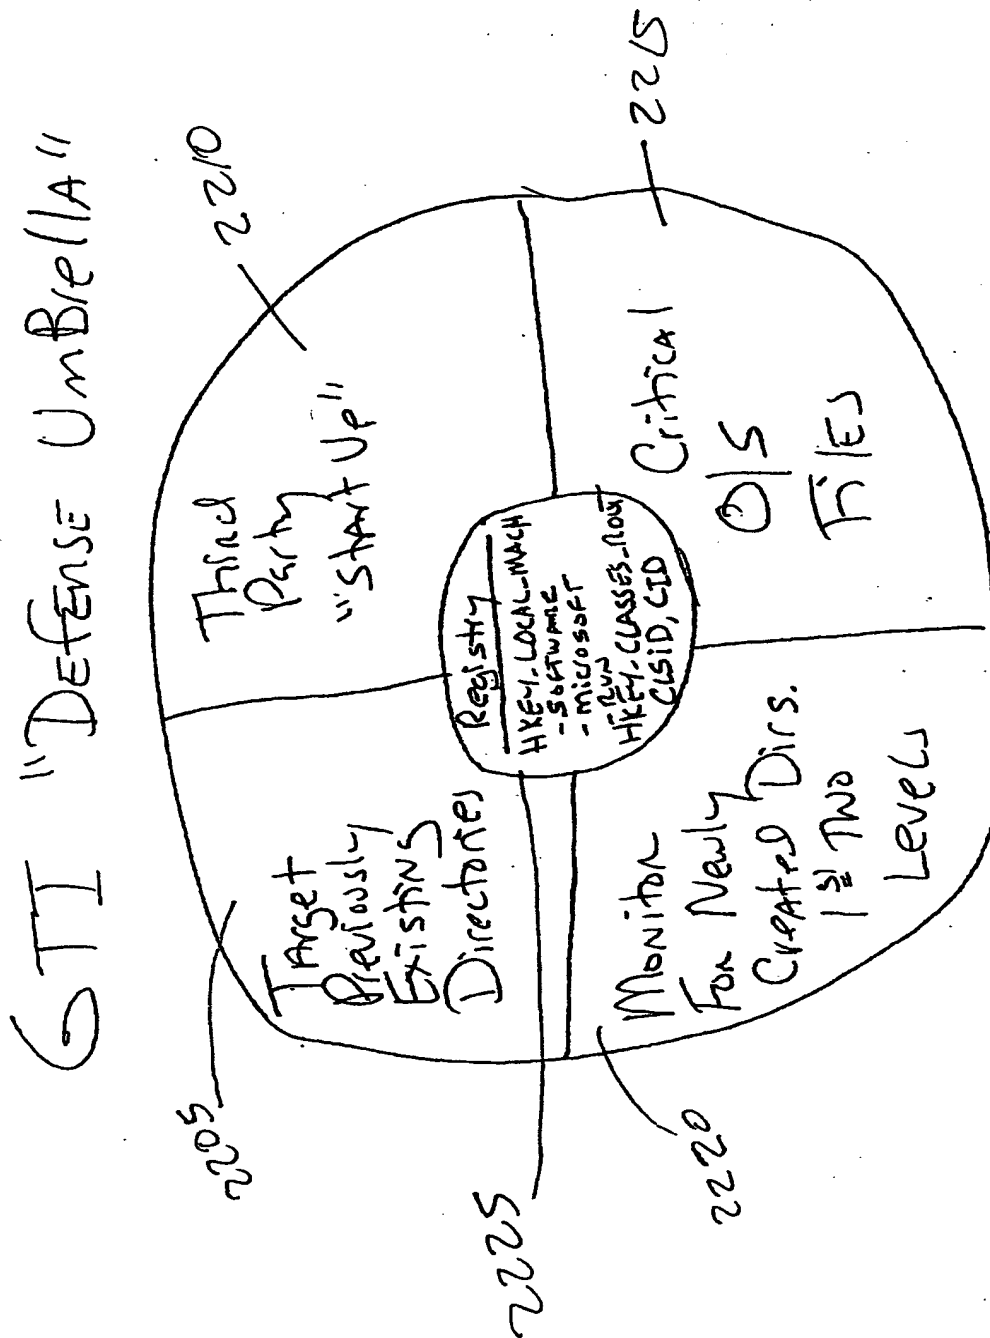 6TI "DEFENSE UMBrellA"
2205
Target
Previously
Existing
Directories
2210
Third
Party
"Start Up"
2225
Registry
HKEY_LOCAL_MACH
-SOFTWARE
-MICROSOFT
-RUN
HKEY_CLASSES_ROOT
CLSID, CID
2220
Monitor
For Newly
Created Dirs.
1st Two
Levels
2215
Critical
O/S
Files